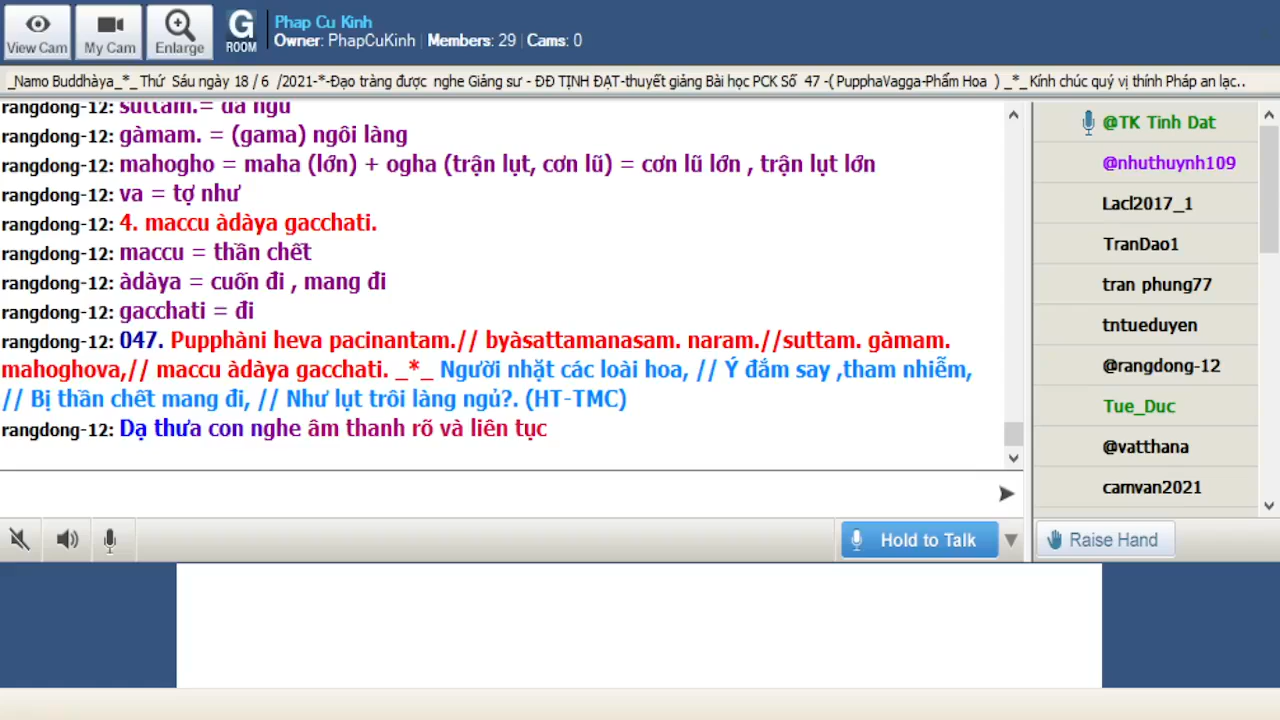 View Cam
My Cam
Enlarge
G
ROOM
Phap Cu Kinh
Owner: PhapCuKinh | Members: 29 | Cams: 0
_Namo Buddhàya_*_Thứ Sáu ngày 18 / 6 /2021-*-Đạo tràng được nghe Giảng sư - ĐĐ TỊNH ĐẠT-thuyết giảng Bài học PCK Số 47 -( PupphaVagga-Phẩm Hoa ) _*_Kính chúc quý vị thính Pháp an lạc..
rangdong-12: suttam.= đã ngủ
rangdong-12: gàmam. = (gama) ngôi làng
rangdong-12: mahogho = maha (lớn) + ogha (trận lụt, cơn lũ) = cơn lũ lớn , trận lụt lớn
rangdong-12: va = tợ như
rangdong-12: 4. maccu àdàya gacchati.
rangdong-12: maccu = thần chết
rangdong-12: àdàya = cuốn đi , mang đi
rangdong-12: gacchati = đi
rangdong-12: 047. Pupphàni heva pacinantam.// byàsattamanasam. naram.//suttam. gàmam.
mahoghova,// maccu àdàya gacchati. _*_ Người nhặt các loài hoa, // Ý đắm say ,tham nhiễm,
// Bị thần chết mang đi, // Như lụt trôi làng ngủ?. (HT-TMC)
rangdong-12: Dạ thưa con nghe âm thanh rõ và liên tục
@TK Tinh Dat
@nhuthuynh109
Lacl2017_1
TranDao1
tran phung77
tntueduyen
@rangdong-12
Tue_Duc
@vatthana
camvan2021
Hold to Talk
Raise Hand